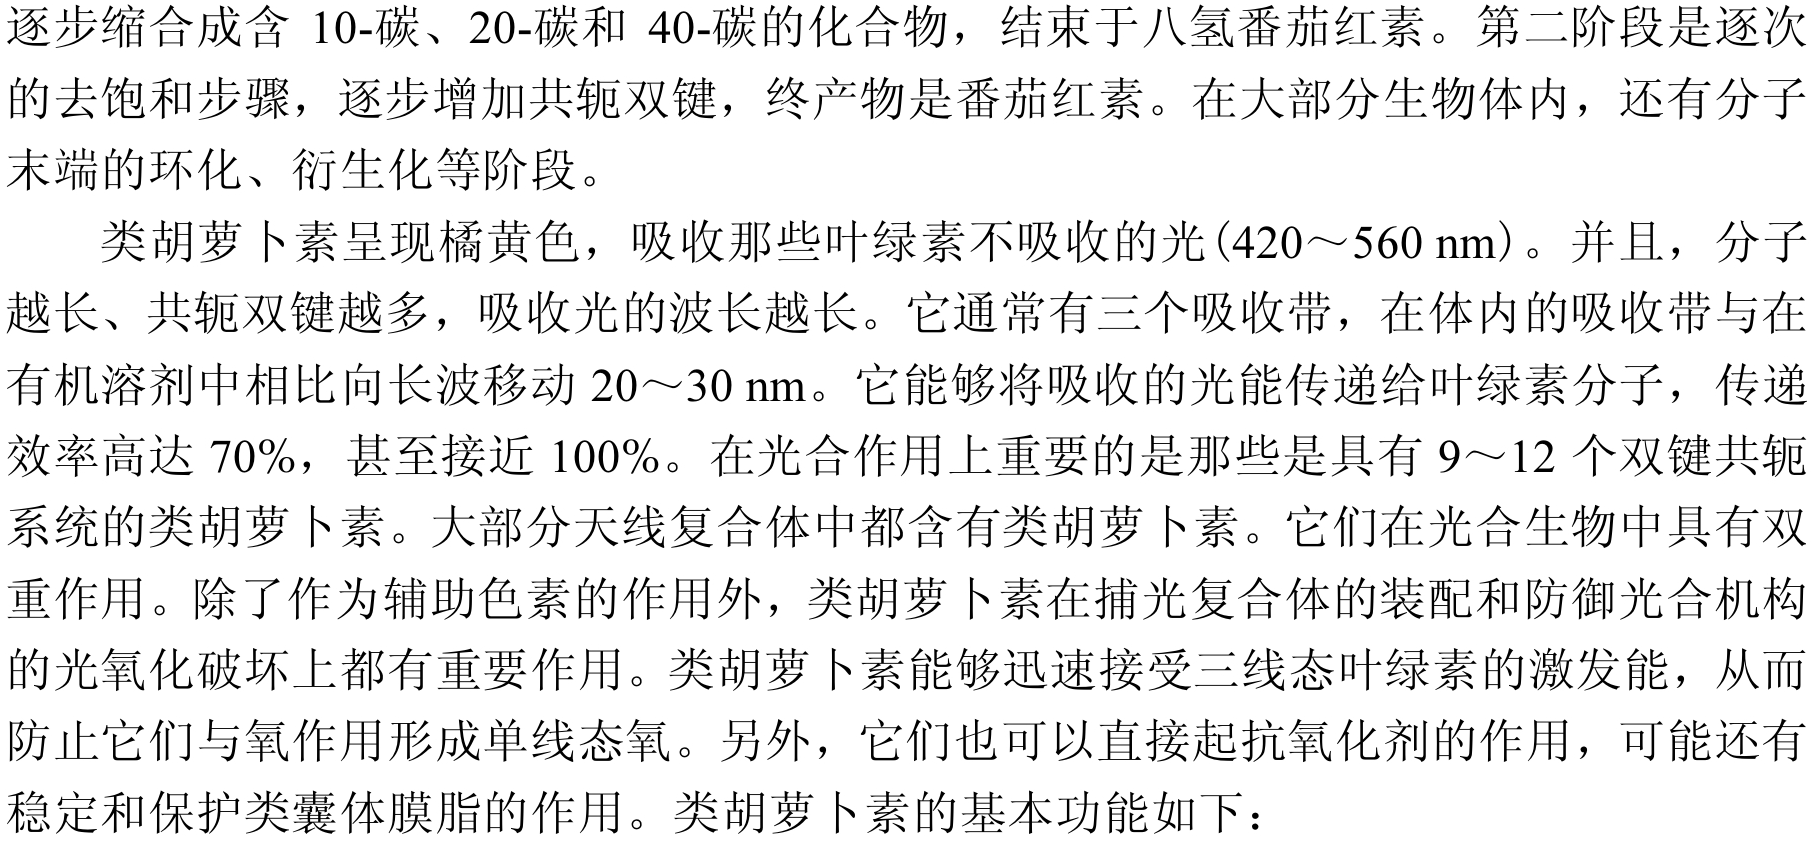 逐步缩合成含 10-碳、20-碳和 40-碳的化合物，结束于八氢番茄红素。第二阶段是逐次
的去饱和步骤，逐步增加共轭双键，终产物是番茄红素。在大部分生物体内，还有分子
末端的环化、衍生化等阶段。
类胡萝卜素呈现橘黄色，吸收那些叶绿素不吸收的光(420～560 nm)。并且，分子
越长、共轭双键越多，吸收光的波长越长。它通常有三个吸收带，在体内的吸收带与在
有机溶剂中相比向长波移动 20～30 nm。它能够将吸收的光能传递给叶绿素分子，传递
效率高达 70%，甚至接近 100%。在光合作用上重要的是那些是具有 9～12 个双键共轭
系统的类胡萝卜素。大部分天线复合体中都含有类胡萝卜素。它们在光合生物中具有双
重作用。除了作为辅助色素的作用外，类胡萝卜素在捕光复合体的装配和防御光合机构
的光氧化破坏上都有重要作用。类胡萝卜素能够迅速接受三线态叶绿素的激发能，从而
防止它们与氧作用形成单线态氧。另外，它们也可以直接起抗氧化剂的作用，可能还有
稳定和保护类囊体膜脂的作用。类胡萝卜素的基本功能如下：